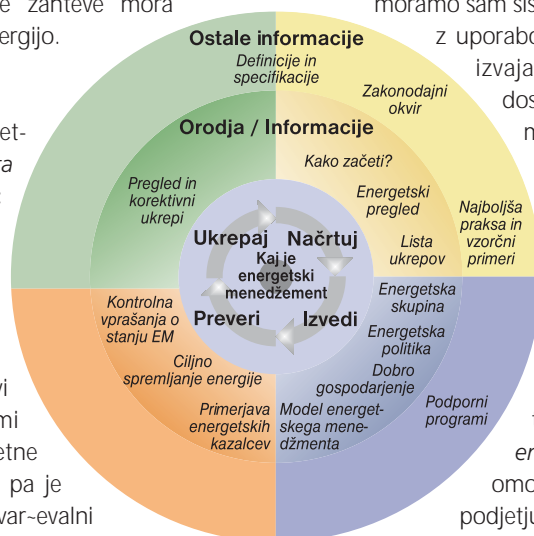 e zahteve mora
ergijo.
et-
ra
moramo sam sis
z uporabo
izvaja
dos
n
Ostale informacije
Definicije in
specifikacije
Zakonodajni
okvir
Orodja / Informacije
Kako začeti?
Pregled in
korektivni
ukrepi
Energetski
pregled
Lista
ukrepov
Najboljša
praksa in
vzorčni
primeri
Ukrepaj
Načrtuj
Kaj je
energetski
menedžment
Preveri
Izvedi
Kontrolna
vprašanja o
stanju EM
Ciljno
spremljanje energije
Primerjava
energetskih
kazalcev
Energetska
skupina
Energetska
politika
Dobro
gospodarjenje
Model energet-
skega mene-
džmenta
Podporni
programi
vi
mi
etne
pa je
var~evalni
t
en
omo
podjetju